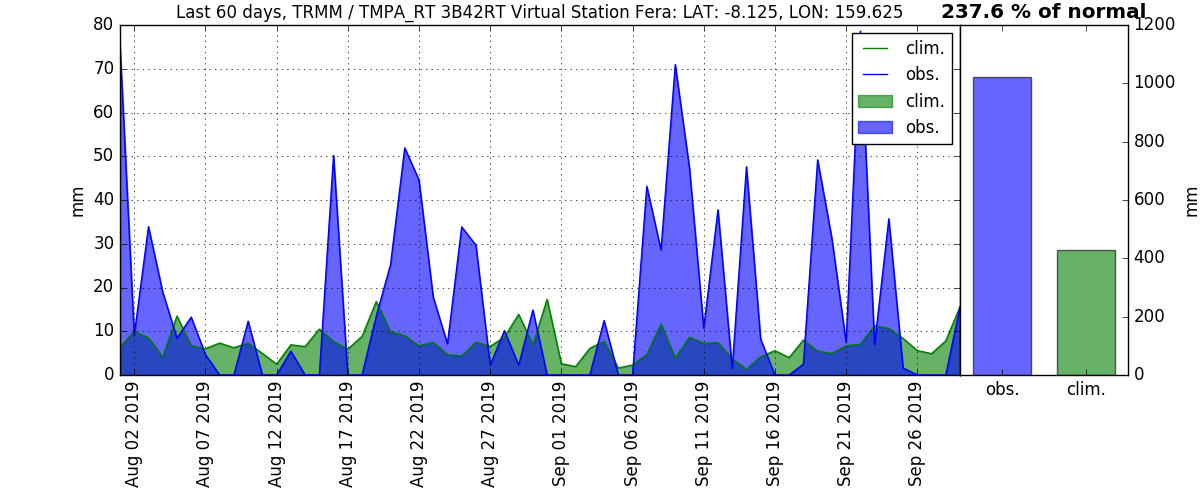 Last 60 days, TRMM / TMPA_RT 3B42RT Virtual Station Fera: LAT: -8.125, LON: 159.625
237.6 % of normal
80
70
60
50
40
30
20
10
0
mm
clim.
obs.
clim.
obs.
1200
1000
800
600
400
200
0
mm
Aug 02 2019
Aug 07 2019
Aug 12 2019
Aug 17 2019
Aug 22 2019
Aug 27 2019
Sep 01 2019
Sep 06 2019
Sep 11 2019
Sep 16 2019
Sep 21 2019
Sep 26 2019
obs.
clim.